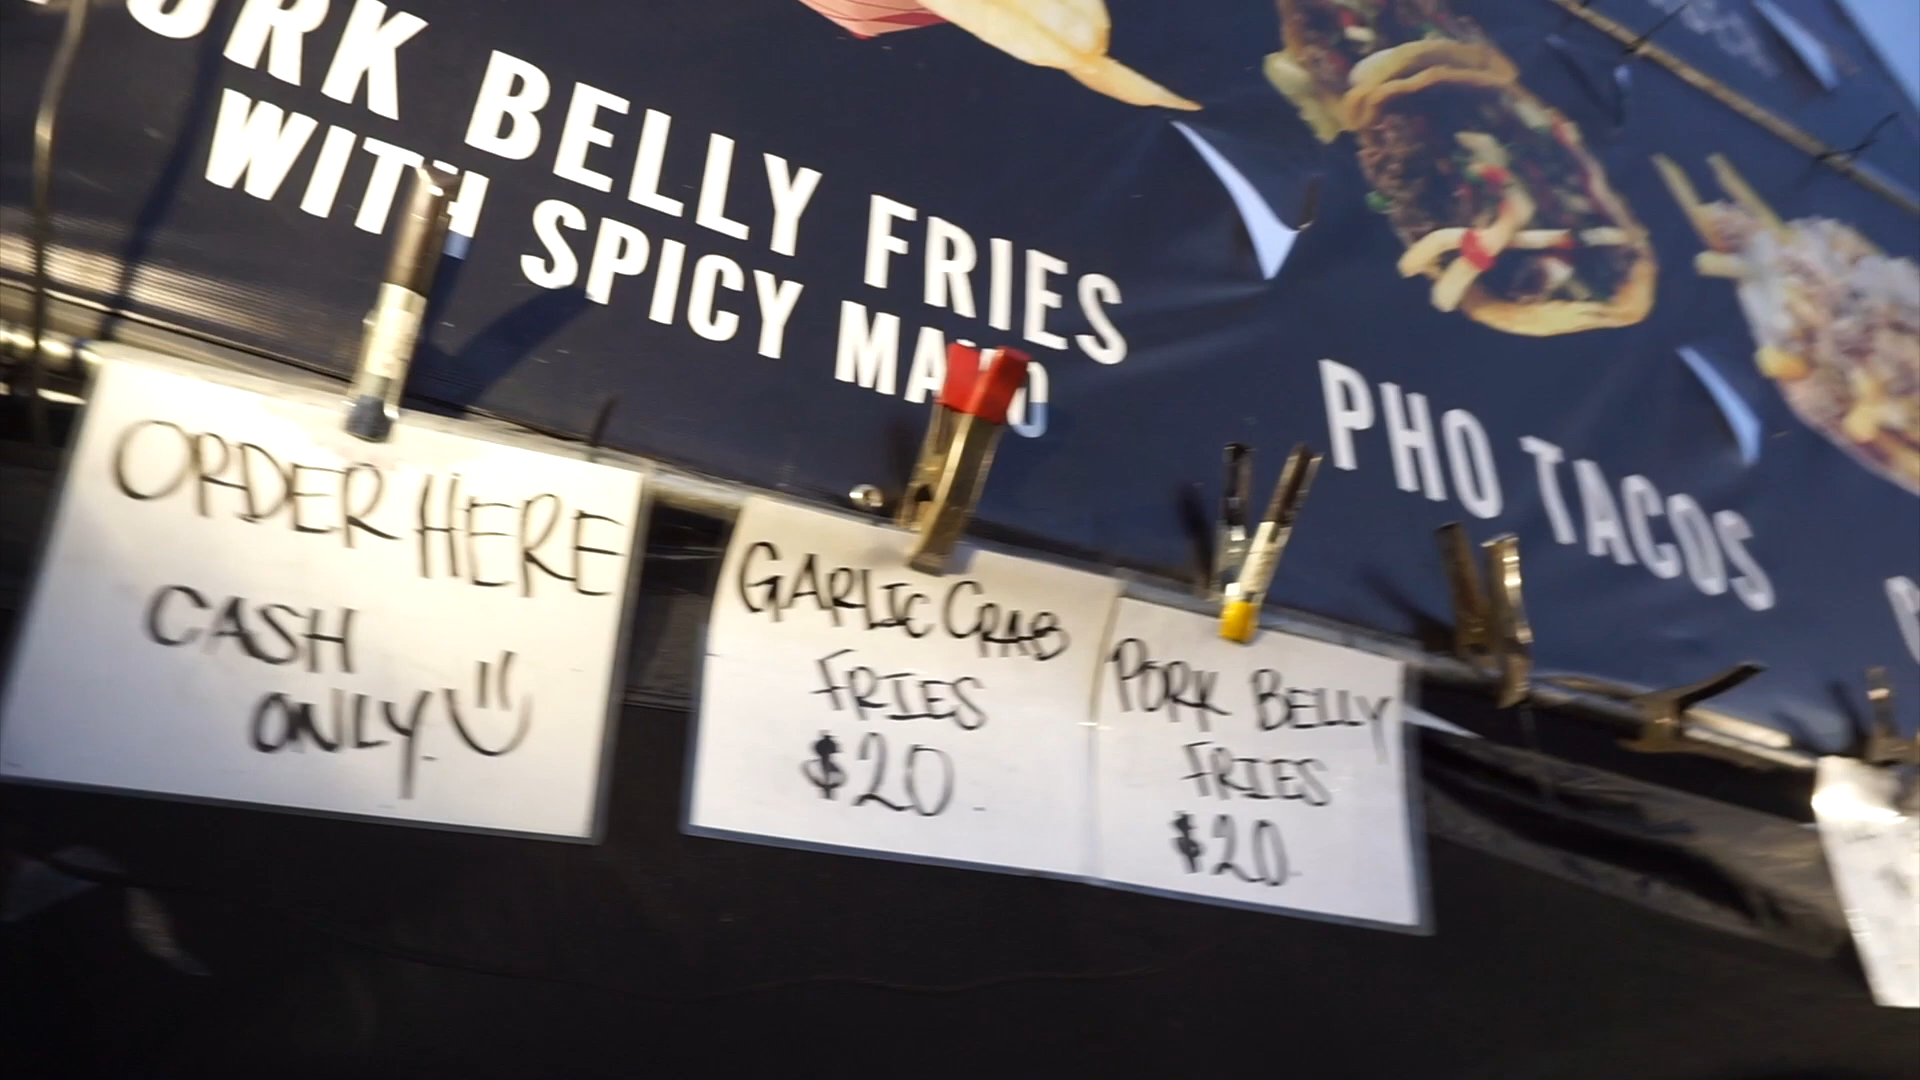 ORK BELLY FRIES
WITH SPICY MAYO
PHO TACOS
ORDER HERE
CASH
ONLY.
GARLIC CRAB
FRIES
$20
PORK BELLY
FRIES
$20